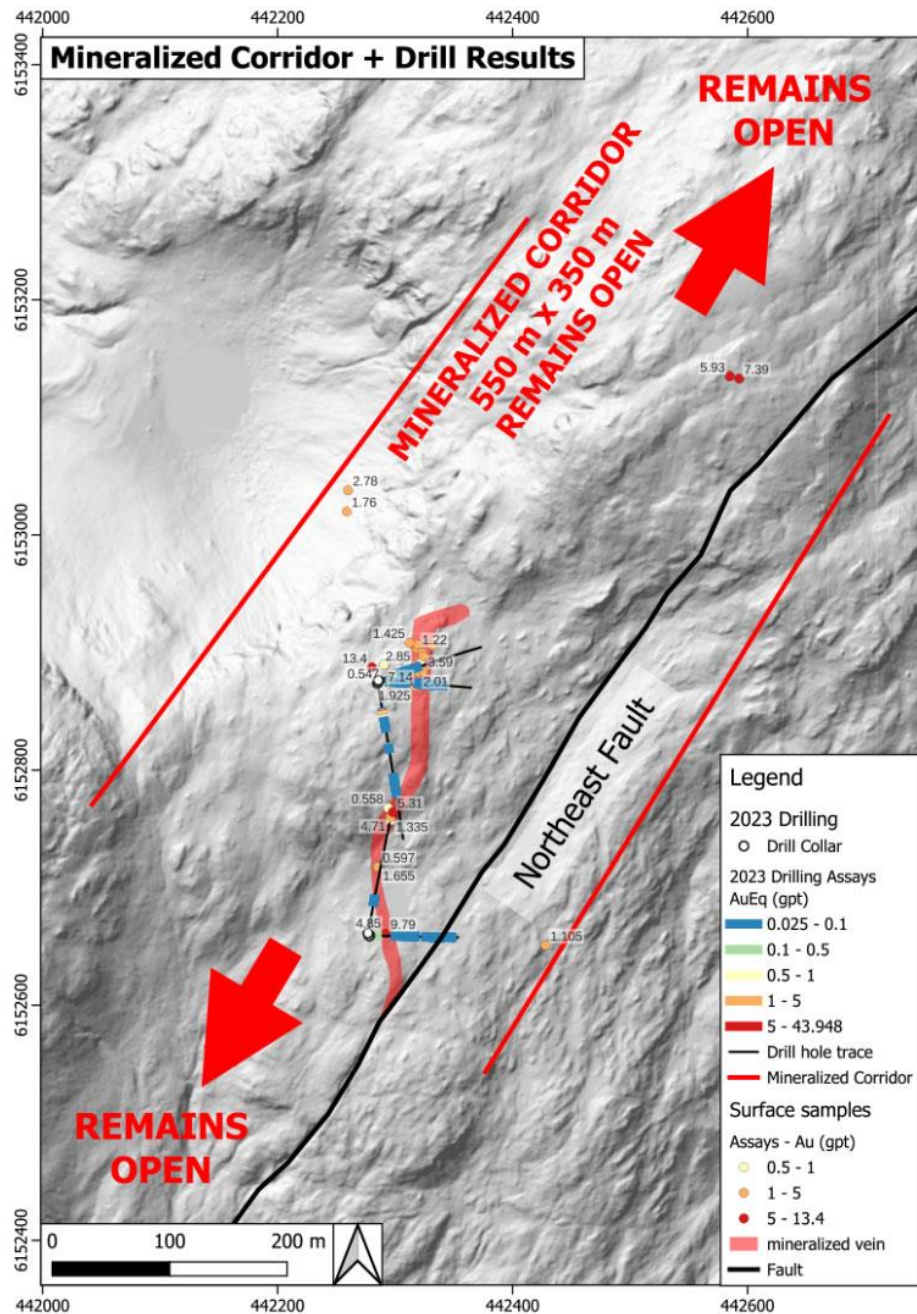 442000
442200
442400
442600
Mineralized Corridor + Drill Results
6153400
6153200
6153000
6152800
6152600
6152400
REMAINS
OPEN
MINERALIZED CORRIDOR
550 m X 350 m
REMAINS OPEN
5.93
7.39
2.78
1.76
1.425
1.22
13.4
2.85
3.59
0.547
7.14
2.01
1.925
0.558
5.31
4.71
1.335
0.597
1.655
4.85
9.79
1.105
Northeast Fault
REMAINS
OPEN
0 100 200 m
Legend
2023 Drilling
Drill Collar
2023 Drilling Assays
AuEq (gpt)
0.025 - 0.1
0.1 - 0.5
0.5 - 1
1 - 5
5 - 43.948
Drill hole trace
Mineralized Corridor
Surface samples
Assays - Au (gpt)
0.5 - 1
1 - 5
5 - 13.4
mineralized vein
Fault
442000
442200
442400
442600